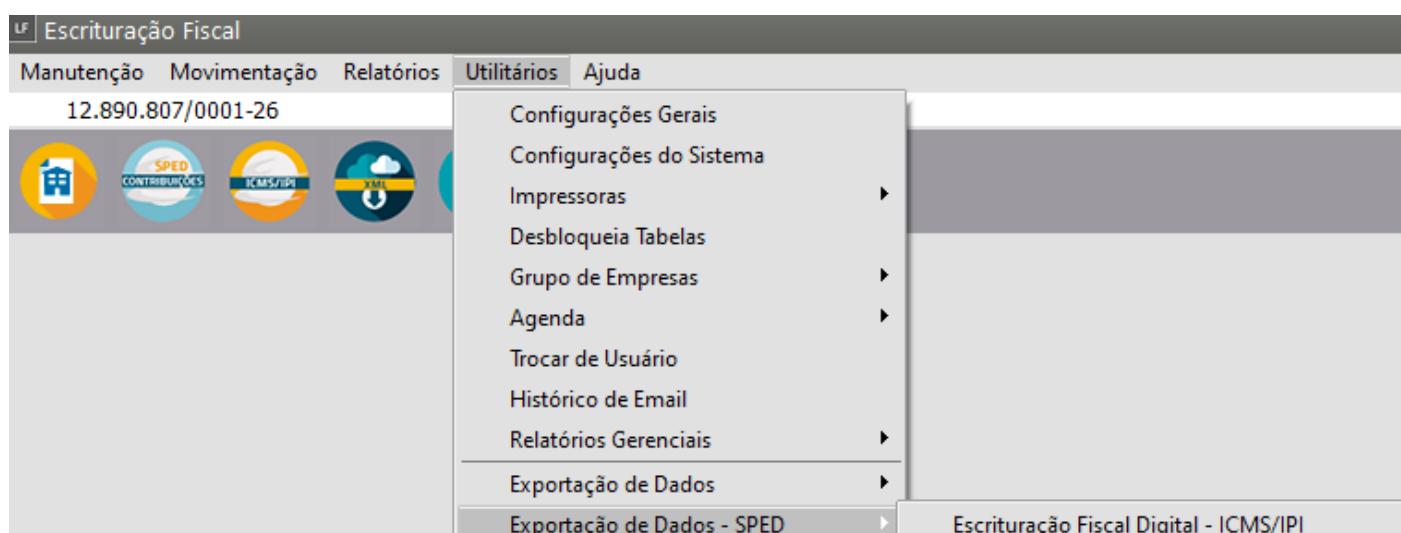 LF Escrituração Fiscal
Manutenção Movimentação Relatórios Utilitários Ajuda
12.890.807/0001-26
SPED CONTRIBUIÇÕES
ICMS/IPI
XML
Configurações Gerais
Configurações do Sistema
Impressoras
Desbloqueia Tabelas
Grupo de Empresas
Agenda
Trocar de Usuário
Histórico de Email
Relatórios Gerenciais
Exportação de Dados
Exportação de Dados - SPED
Escrituração Fiscal Digital - ICMS/IPI